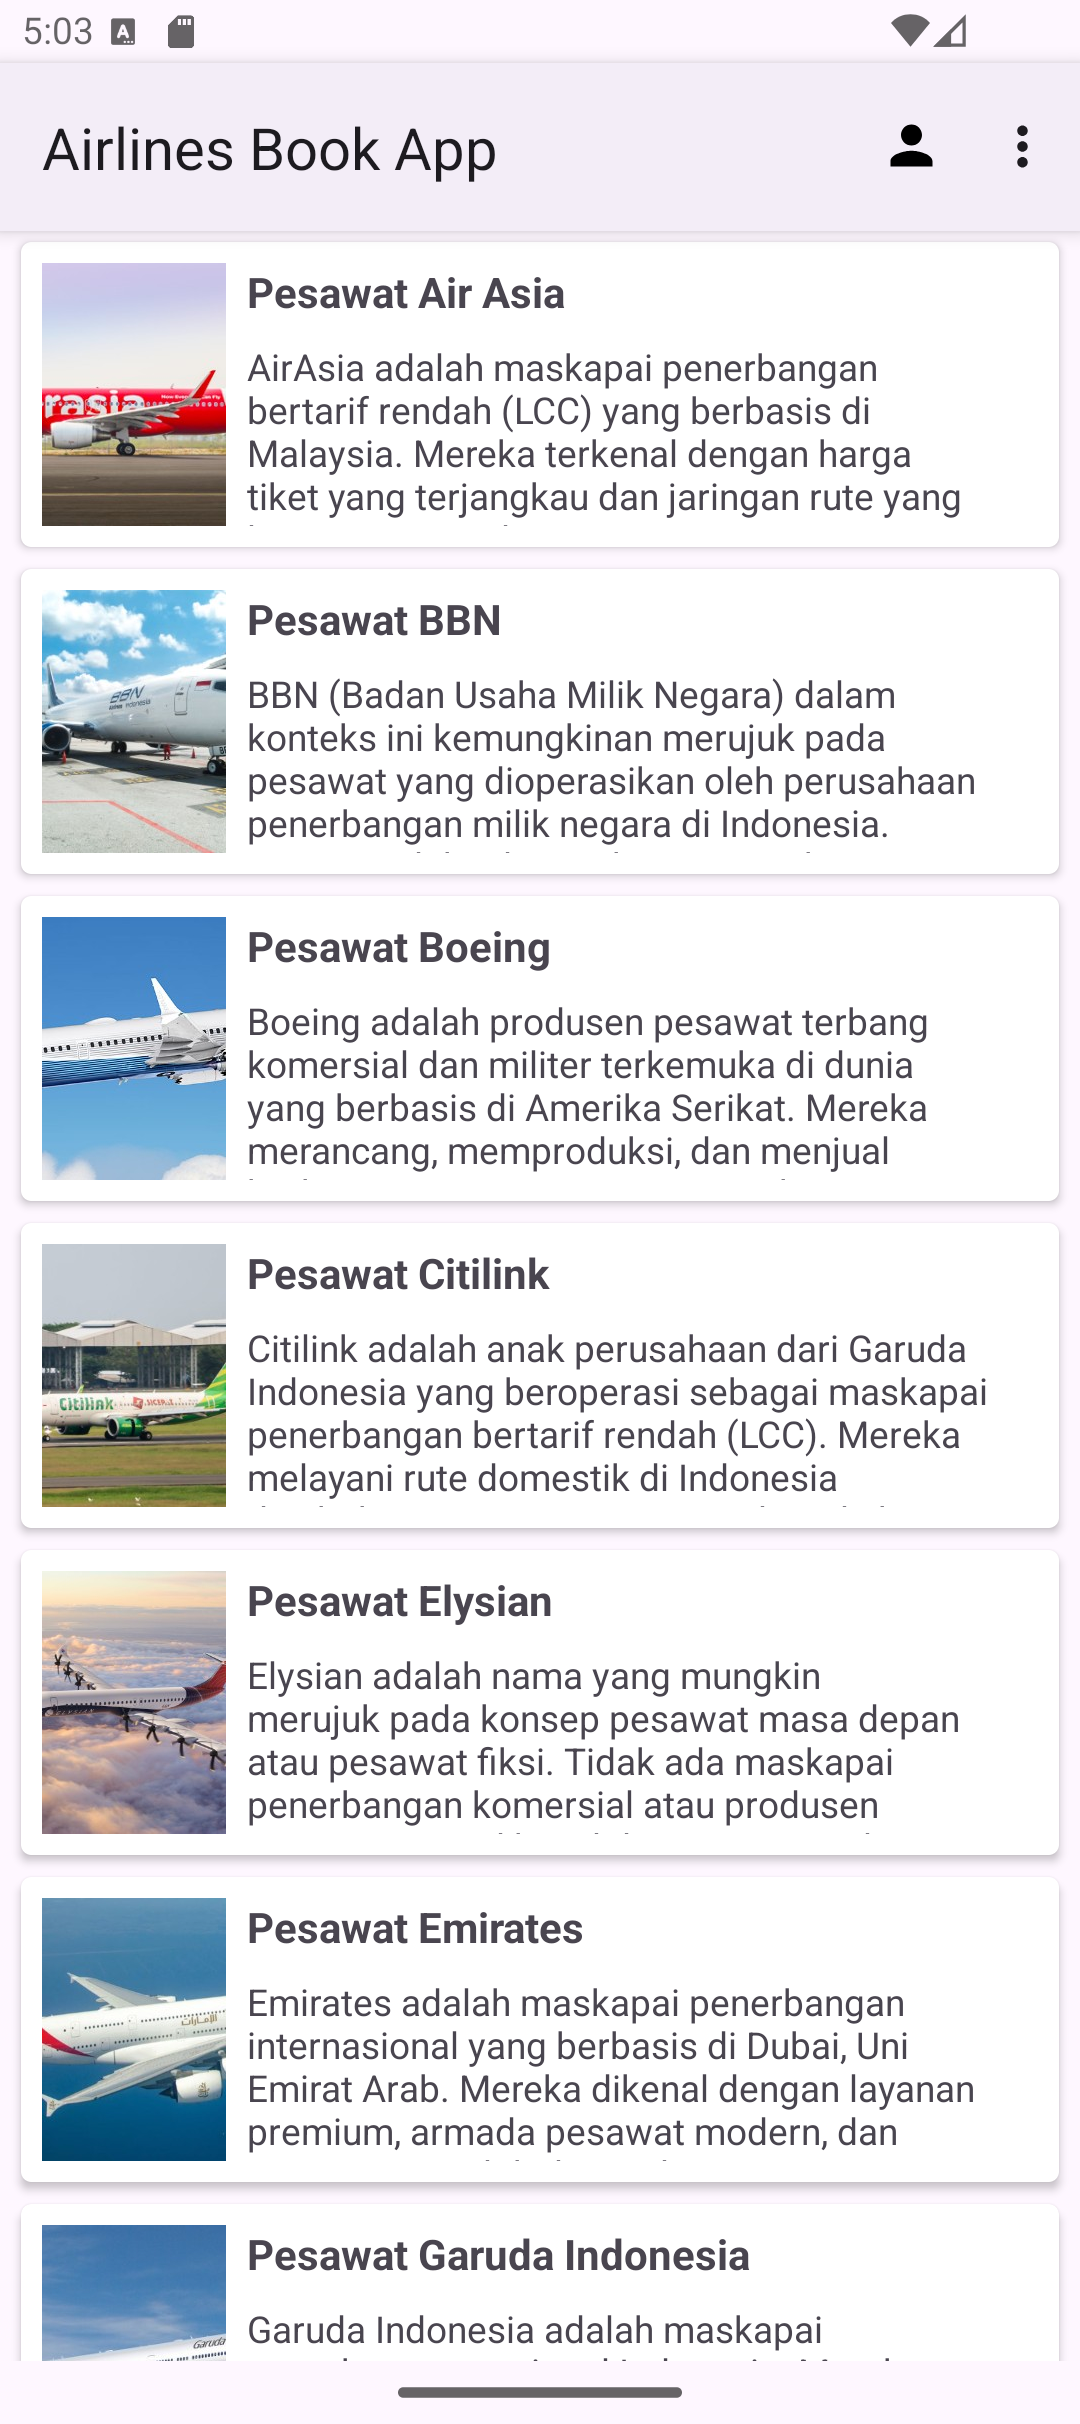 5:03
Airlines Book App
Pesawat Air Asia
AirAsia adalah maskapai penerbangan
bertarif rendah (LCC) yang berbasis di
Malaysia. Mereka terkenal dengan harga
tiket yang terjangkau dan jaringan rute yang
rasia
Pesawat BBN
BBN (Badan Usaha Milik Negara) dalam
konteks ini kemungkinan merujuk pada
pesawat yang dioperasikan oleh perusahaan
penerbangan milik negara di Indonesia.
BBN
Pesawat Boeing
Boeing adalah produsen pesawat terbang
komersial dan militer terkemuka di dunia
yang berbasis di Amerika Serikat. Mereka
merancang, memproduksi, dan menjual
Pesawat Citilink
Citilink adalah anak perusahaan dari Garuda
Indonesia yang beroperasi sebagai maskapai
penerbangan bertarif rendah (LCC). Mereka
melayani rute domestik di Indonesia
Citilink
Pesawat Elysian
Elysian adalah nama yang mungkin
merujuk pada konsep pesawat masa depan
atau pesawat fiksi. Tidak ada maskapai
penerbangan komersial atau produsen
Pesawat Emirates
Emirates adalah maskapai penerbangan
internasional yang berbasis di Dubai, Uni
Emirat Arab. Mereka dikenal dengan layanan
premium, armada pesawat modern, dan
الإمارات
Pesawat Garuda Indonesia
Garuda Indonesia adalah maskapai
Garuda